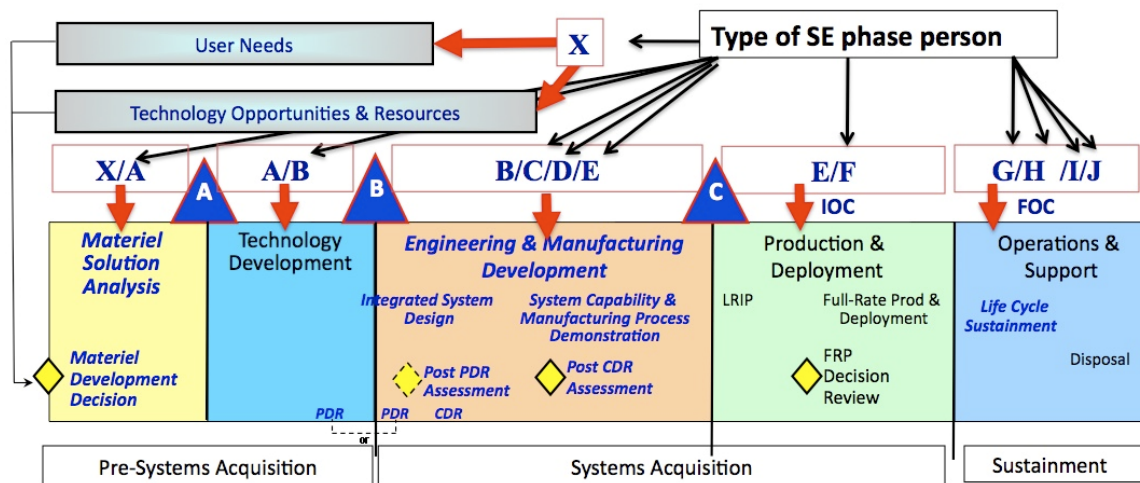 User Needs
X
Type of SE phase person
Technology Opportunities & Resources
X/A
A
A/B
B
B/C/D/E
C
E/F
G/H /I/J
IOC
FOC
Materiel
Solution
Analysis
Technology
Development
Engineering & Manufacturing
Development
Production &
Deployment
Operations &
Support
Integrated System
Design
System Capability &
Manufacturing Process
Demonstration
LRIP
Full-Rate Prod &
Deployment
Life Cycle
Sustainment
Materiel
Development
Decision
Post PDR
Assessment
Post CDR
Assessment
FRP
Decision
Review
Disposal
PDR
PDR
CDR
or
Pre-Systems Acquisition
Systems Acquisition
Sustainment